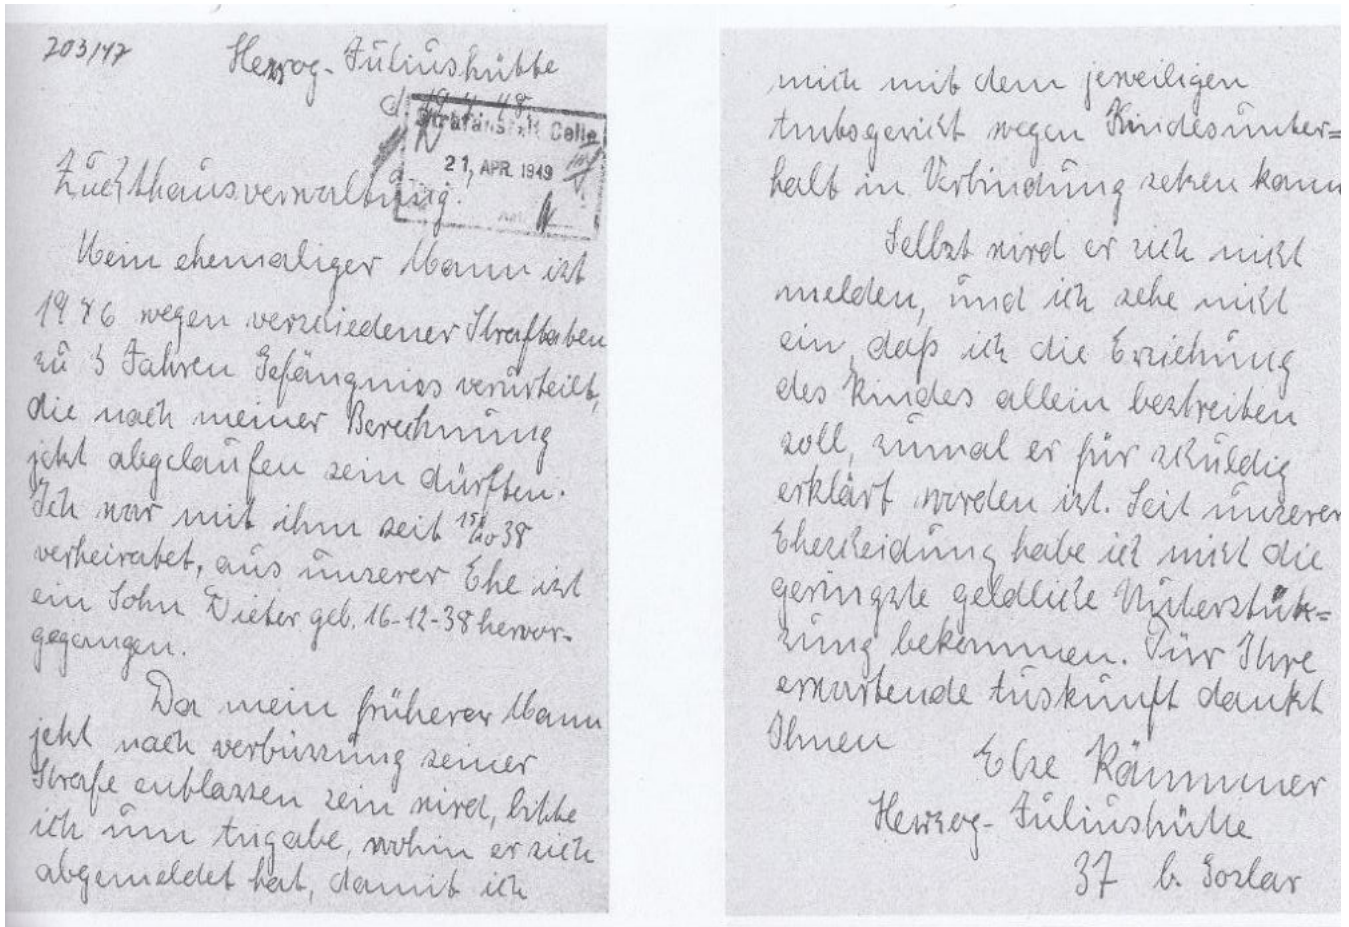 203/47
Herzog-Juliushütte
d.
Strafanstalt Celle
21. APR. 1949
Zuchthausverwaltung.
Mein ehemaliger Mann ist
1946 wegen verschiedener Straftaten
zu 3 Jahren Gefängniss verurteilt,
die nach meiner Berechnung
jetzt abgelaufen sein dürften.
Ich war mit ihm seit 15/10 38
verheiratet, aus unserer Ehe ist
ein Sohn Dieter geb. 16-12-38 hervor-
gegangen.
Da mein früherer Mann
jetzt nach verbüssung seiner
Strafe entlassen sein wird, bitte
ich um Angabe, wohin er sich
abgemeldet hat, damit ich
mich mit dem jeweiligen
Amtsgericht wegen Kindesunter=
halt in Verbindung setzen kann
Selbst wird er sich nicht
melden, und ich sehe nicht
ein, daß ich die Erziehung
des Kindes allein bestreiten
soll, zumal er für schuldig
erklärt worden ist. Seit unserer
Ehescheidung habe ich nicht die
geringste geldliche Unterstüt=
zung bekommen. Für Ihre
erwartende Auskunft dankt
Ihnen
Else Kämmer
Herzog-Juliushütte
37 b. Goslar